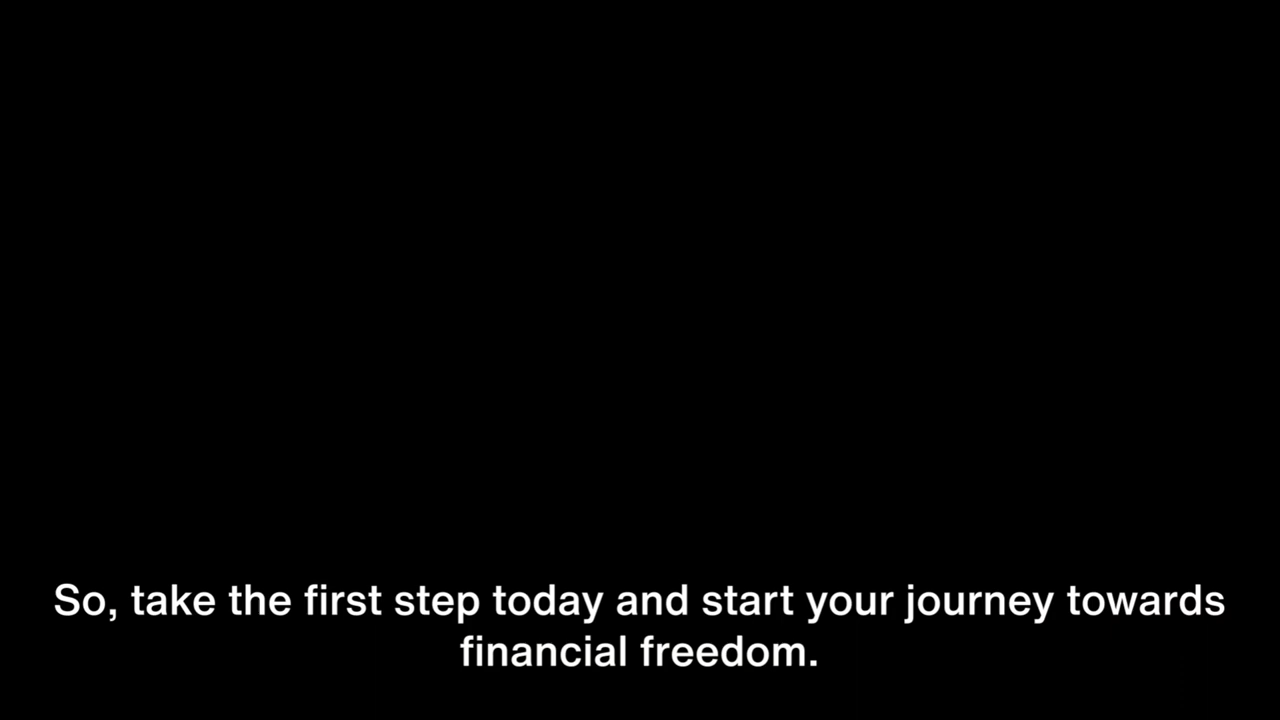 So, take the first step today and start your journey towards
financial freedom.